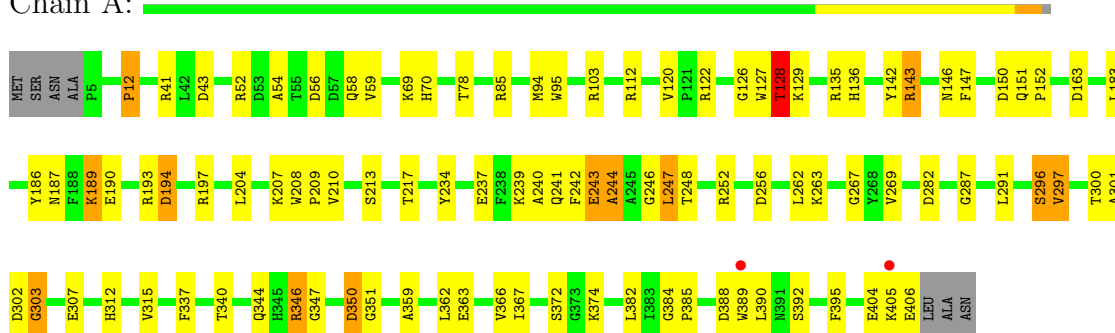 Chain A:
MET SER ASN ALA P5 P12 R41 L42 D43 R52 D53 A54 T55 D56 D57 Q58 V59 K69 H70 T78 R85 M94 W95 R103 R112 V120 P121 R122 G126 W127 T128 K129 R135 H136 Y142 R143 N146 F147 D150 Q151 P152 D163 L183
Y186 N187 F188 K189 E190 R193 D194 R197 L204 K207 W208 P209 V210 S213 T217 Y234 E237 F238 K239 A240 Q241 F242 E243 A244 A245 G246 L247 T248 R252 D256 L262 K263 G267 Y268 V269 D282 G287 L291 S296 V297 T300 A301
D302 G303 E307 H312 V315 F337 T340 Q344 H345 R346 G347 D350 G351 A359 L362 E363 V366 I367 S372 G373 K374 L382 I383 G384 P385 D388 W389 L390 N391 S392 F395 E404 K405 E406 LEU ALA ASN